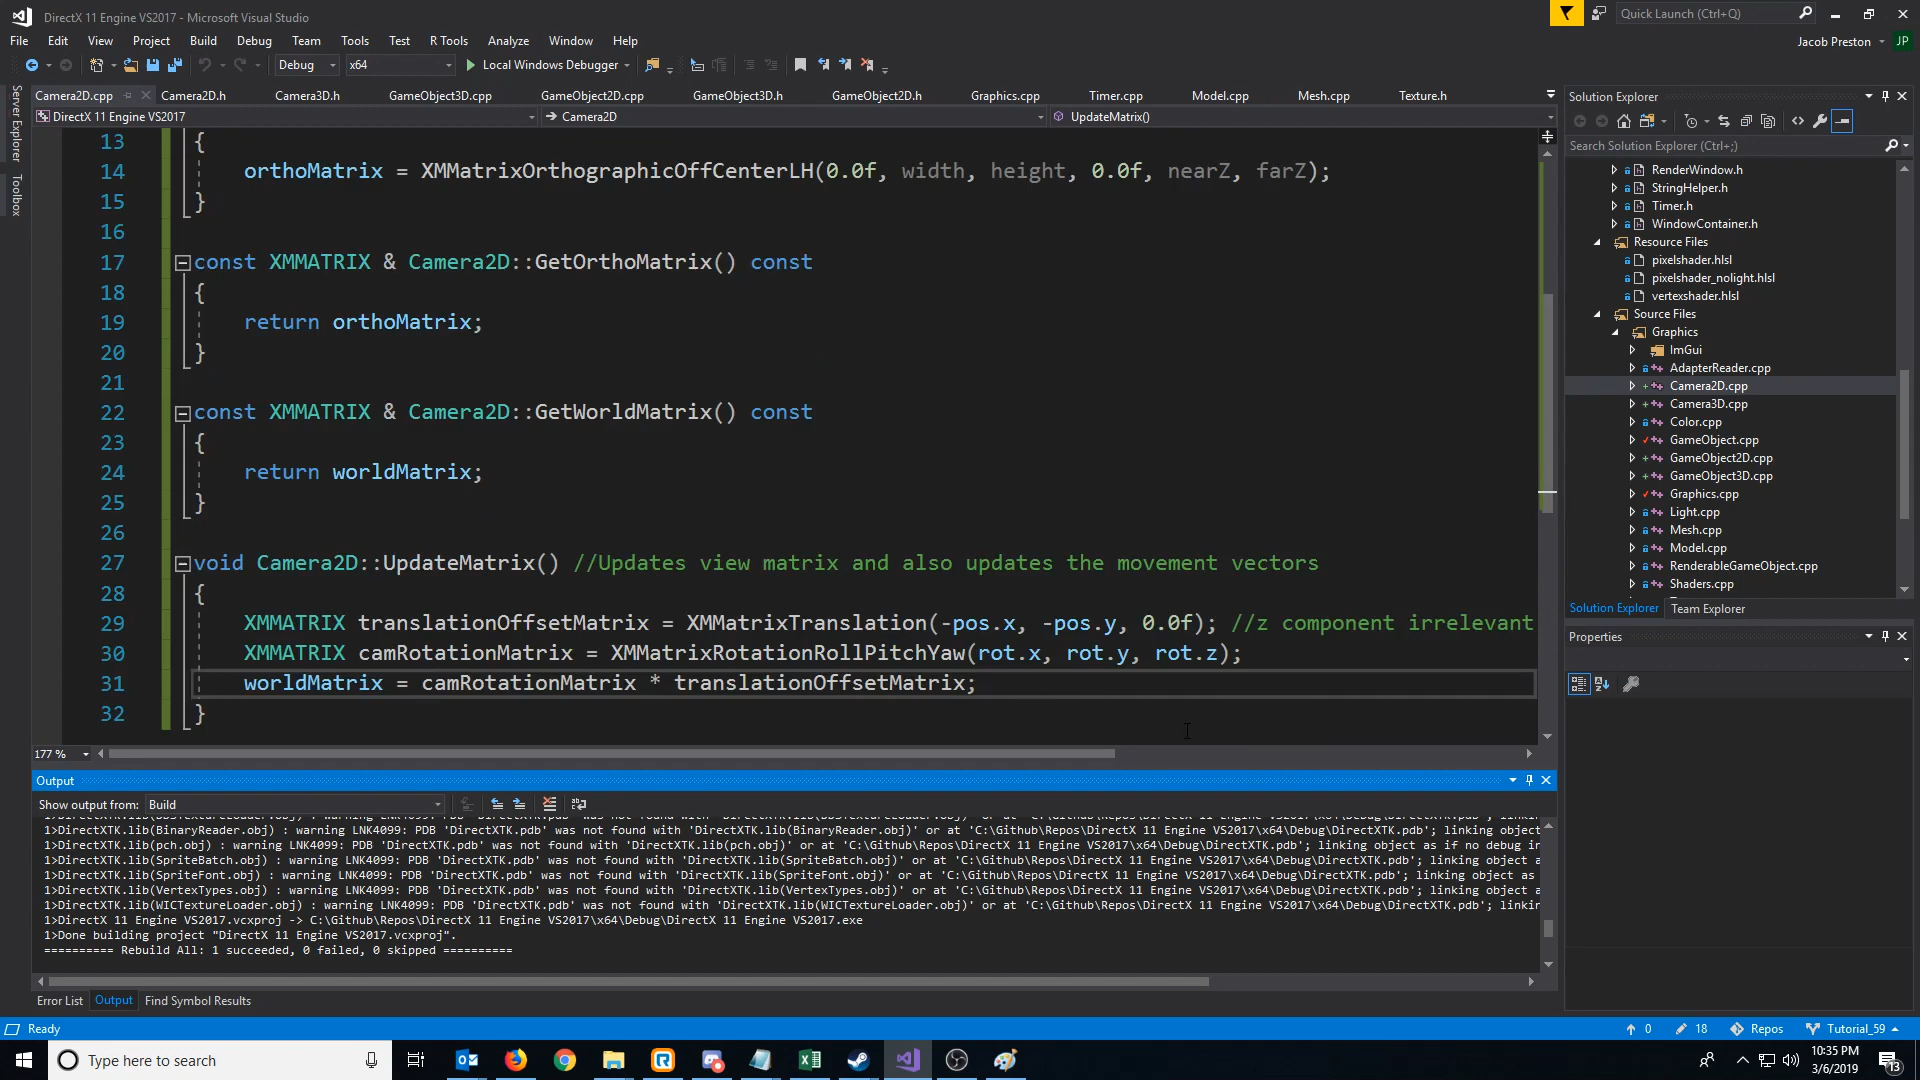 DirectX 11 Engine VS2017 - Microsoft Visual Studio
Quick Launch (Ctrl+Q)
File Edit View Project Build Debug Team Tools Test R Tools Analyze Window Help
Jacob Preston JP
Debug x64 Local Windows Debugger
Server Explorer
Toolbox
Camera2D.cpp Camera2D.h Camera3D.h GameObject3D.cpp GameObject2D.cpp GameObject3D.h GameObject2D.h Graphics.cpp Timer.cpp Model.cpp Mesh.cpp Texture.h
DirectX 11 Engine VS2017 Camera2D UpdateMatrix()
13 {
14 orthoMatrix = XMMatrixOrthographicOffCenterLH(0.0f, width, height, 0.0f, nearZ, farZ);
15 }
16
17 const XMMATRIX & Camera2D::GetOrthoMatrix() const
18 {
19 return orthoMatrix;
20 }
21
22 const XMMATRIX & Camera2D::GetWorldMatrix() const
23 {
24 return worldMatrix;
25 }
26
27 void Camera2D::UpdateMatrix() //Updates view matrix and also updates the movement vectors
28 {
29 XMMATRIX translationOffsetMatrix = XMMatrixTranslation(-pos.x, -pos.y, 0.0f); //z component irrelevant
30 XMMATRIX camRotationMatrix = XMMatrixRotationRollPitchYaw(rot.x, rot.y, rot.z);
31 worldMatrix = camRotationMatrix * translationOffsetMatrix;
32 }
177 %
Output
Show output from: Build
1>DirectXTK.lib(BinaryReader.obj) : warning LNK4099: PDB 'DirectXTK.pdb' was not found with 'DirectXTK.lib(BinaryReader.obj)' or at 'C:\Github\Repos\DirectX 11 Engine VS2017\x64\Debug\DirectXTK.pdb'; linking object
1>DirectXTK.lib(pch.obj) : warning LNK4099: PDB 'DirectXTK.pdb' was not found with 'DirectXTK.lib(pch.obj)' or at 'C:\Github\Repos\DirectX 11 Engine VS2017\x64\Debug\DirectXTK.pdb'; linking object as if no debug in
1>DirectXTK.lib(SpriteBatch.obj) : warning LNK4099: PDB 'DirectXTK.pdb' was not found with 'DirectXTK.lib(SpriteBatch.obj)' or at 'C:\Github\Repos\DirectX 11 Engine VS2017\x64\Debug\DirectXTK.pdb'; linking object a
1>DirectXTK.lib(SpriteFont.obj) : warning LNK4099: PDB 'DirectXTK.pdb' was not found with 'DirectXTK.lib(SpriteFont.obj)' or at 'C:\Github\Repos\DirectX 11 Engine VS2017\x64\Debug\DirectXTK.pdb'; linking object as
1>DirectXTK.lib(VertexTypes.obj) : warning LNK4099: PDB 'DirectXTK.pdb' was not found with 'DirectXTK.lib(VertexTypes.obj)' or at 'C:\Github\Repos\DirectX 11 Engine VS2017\x64\Debug\DirectXTK.pdb'; linking object a
1>DirectXTK.lib(WICTextureLoader.obj) : warning LNK4099: PDB 'DirectXTK.pdb' was not found with 'DirectXTK.lib(WICTextureLoader.obj)' or at 'C:\Github\Repos\DirectX 11 Engine VS2017\x64\Debug\DirectXTK.pdb'; linkin
1>DirectX 11 Engine VS2017.vcxproj -> C:\Github\Repos\DirectX 11 Engine VS2017\x64\Debug\DirectX 11 Engine VS2017.exe
1>Done building project "DirectX 11 Engine VS2017.vcxproj".
========== Rebuild All: 1 succeeded, 0 failed, 0 skipped ==========
Error List Output Find Symbol Results
Solution Explorer
Search Solution Explorer (Ctrl+;)
RenderWindow.h
StringHelper.h
Timer.h
WindowContainer.h
Resource Files
pixelshader.hlsl
pixelshader_nolight.hlsl
vertexshader.hlsl
Source Files
Graphics
ImGui
AdapterReader.cpp
Camera2D.cpp
Camera3D.cpp
Color.cpp
GameObject.cpp
GameObject2D.cpp
GameObject3D.cpp
Graphics.cpp
Light.cpp
Mesh.cpp
Model.cpp
RenderableGameObject.cpp
Shaders.cpp
Solution Explorer Team Explorer
Properties
Ready 0 18 Repos Tutorial_59
Type here to search
10:35 PM
3/6/2019
13